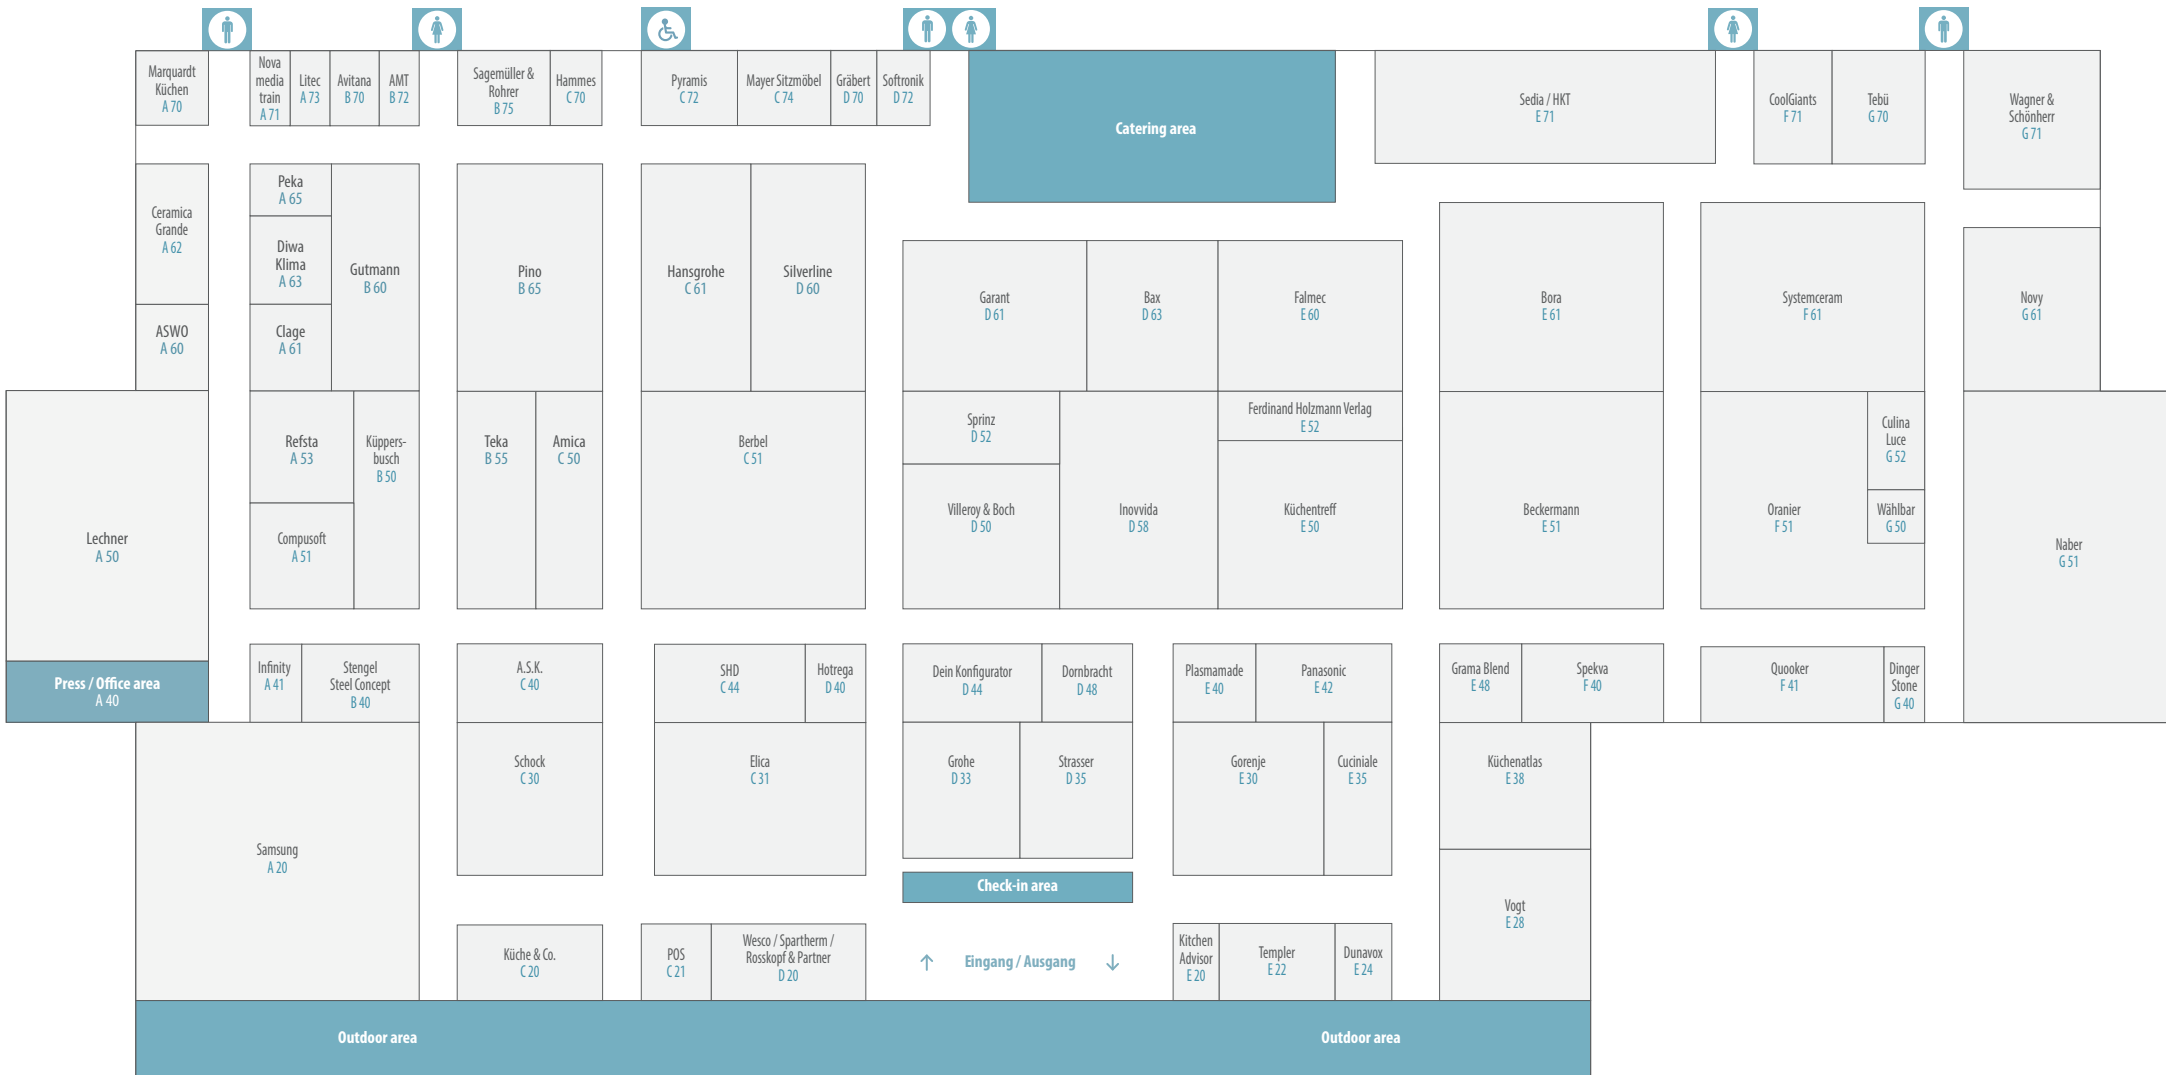 Marquardt
Küchen
A 70
Nova
media
train
A 71
Litec
A 73
Avitana
B 70
AMT
B 72
Sagemüller &
Rohrer
B 75
Hammes
C 70
Pyramis
C 72
Mayer Sitzmöbel
C 74
Gräbert
D 70
Softronik
D 72
Catering area
Sedia / HKT
E 71
CoolGiants
F 71
Tebü
G 70
Wagner &
Schönherr
G 71
Ceramica
Grande
A 62
ASWO
A 60
Peka
A 65
Diwa
Klima
A 63
Clage
A 61
Gutmann
B 60
Pino
B 65
Hansgrohe
C 61
Silverline
D 60
Garant
D 61
Bax
D 63
Falmec
E 60
Bora
E 61
Systemceram
F 61
Novy
G 61
Lechner
A 50
Refsta
A 53
Küppers-
busch
B 50
Compusoft
A 51
Teka
B 55
Amica
C 50
Berbel
C 51
Sprinz
D 52
Villeroy & Boch
D 50
Inovvida
D 58
Ferdinand Holzmann Verlag
E 52
Küchentreff
E 50
Beckermann
E 51
Oranier
F 51
Culina
Luce
G 52
Wählbar
G 50
Naber
G 51
Press / Office area
A 40
Infinity
A 41
Stengel
Steel Concept
B 40
A.S.K.
C 40
SHD
C 44
Hotrega
D 40
Dein Konfigurator
D 44
Dornbracht
D 48
Plasmamade
E 40
Panasonic
E 42
Grama Blend
E 48
Spekva
F 40
Quooker
F 41
Dinger
Stone
G 40
Samsung
A 20
Schock
C 30
Elica
C 31
Grohe
D 33
Strasser
D 35
Gorenje
E 30
Cuciniale
E 35
Küchenatlas
E 38
Check-in area
Vogt
E 28
Küche & Co.
C 20
POS
C 21
Wesco / Spartherm /
Rosskopf & Partner
D 20
↑ Eingang / Ausgang ↓
Kitchen
Advisor
E 20
Templer
E 22
Dunavox
E 24
Outdoor area
Outdoor area